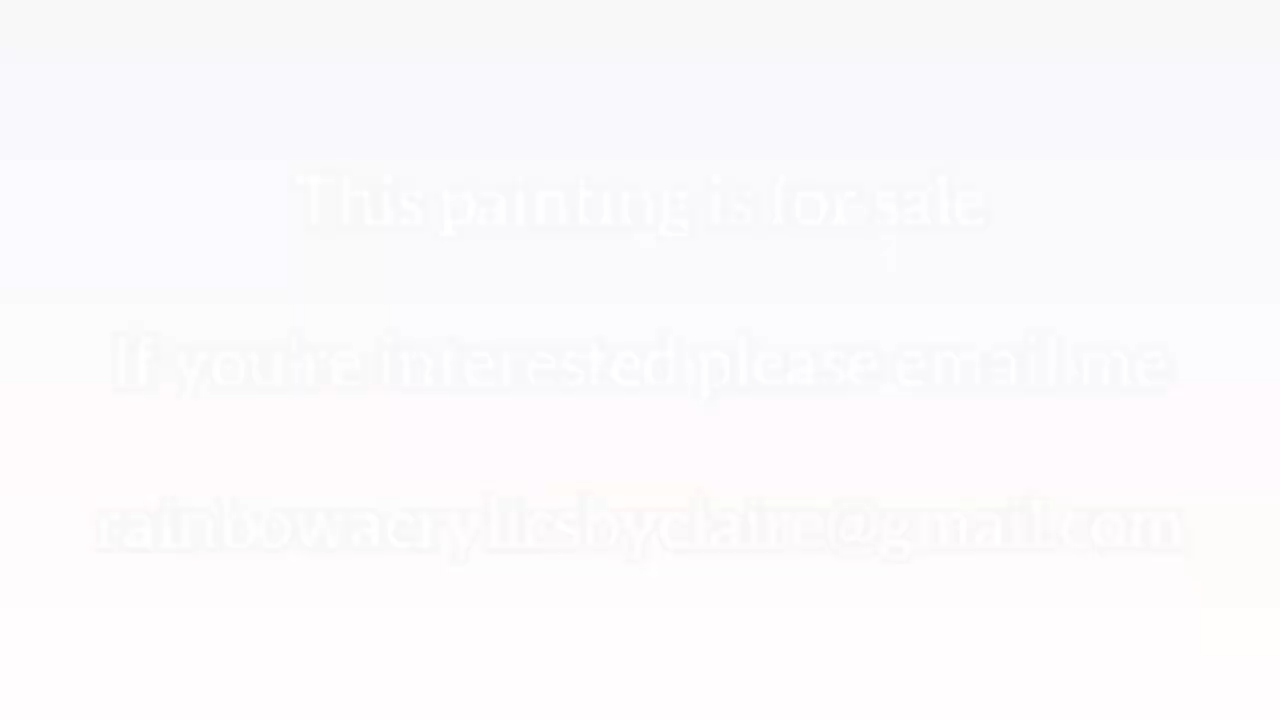 This painting is for sale
If you're interested please email me
rainbowacrylicsbyclaire@gmail.com